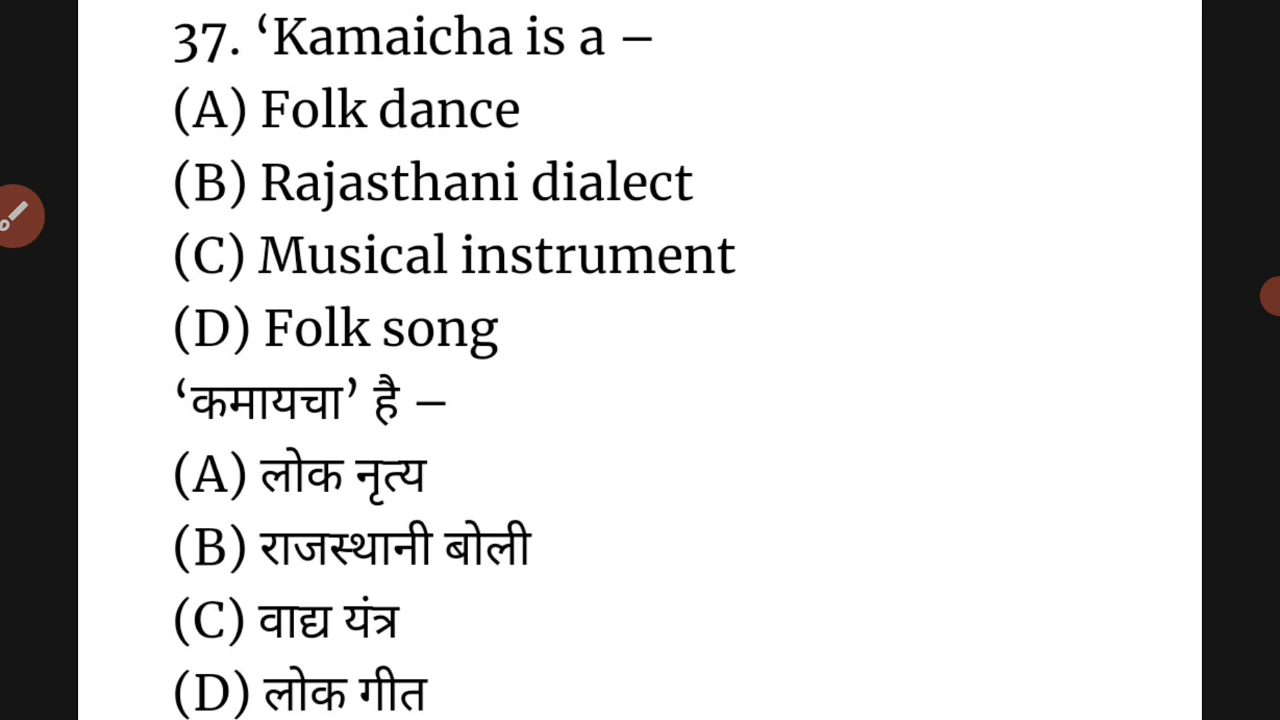 37. ‘Kamaicha is a –
(A) Folk dance
(B) Rajasthani dialect
(C) Musical instrument
(D) Folk song
‘कमायचा’ है –
(A) लोक नृत्य
(B) राजस्थानी बोली
(C) वाद्य यंत्र
(D) लोक गीत